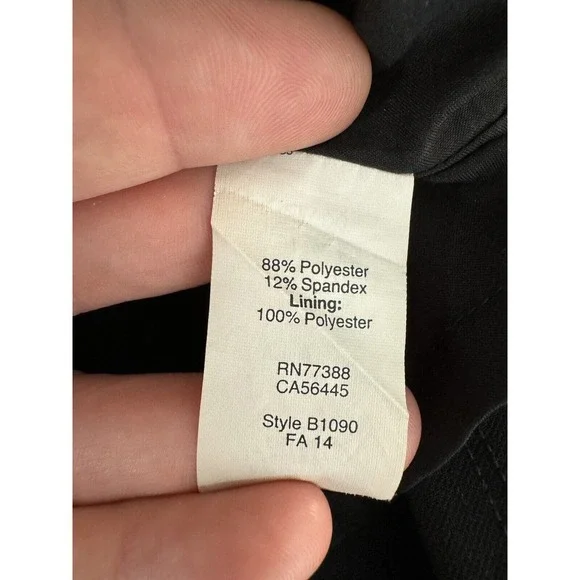 88% Polyester
12% Spandex
Lining:
100% Polyester
RN77388
CA56445
Style B1090
FA 14